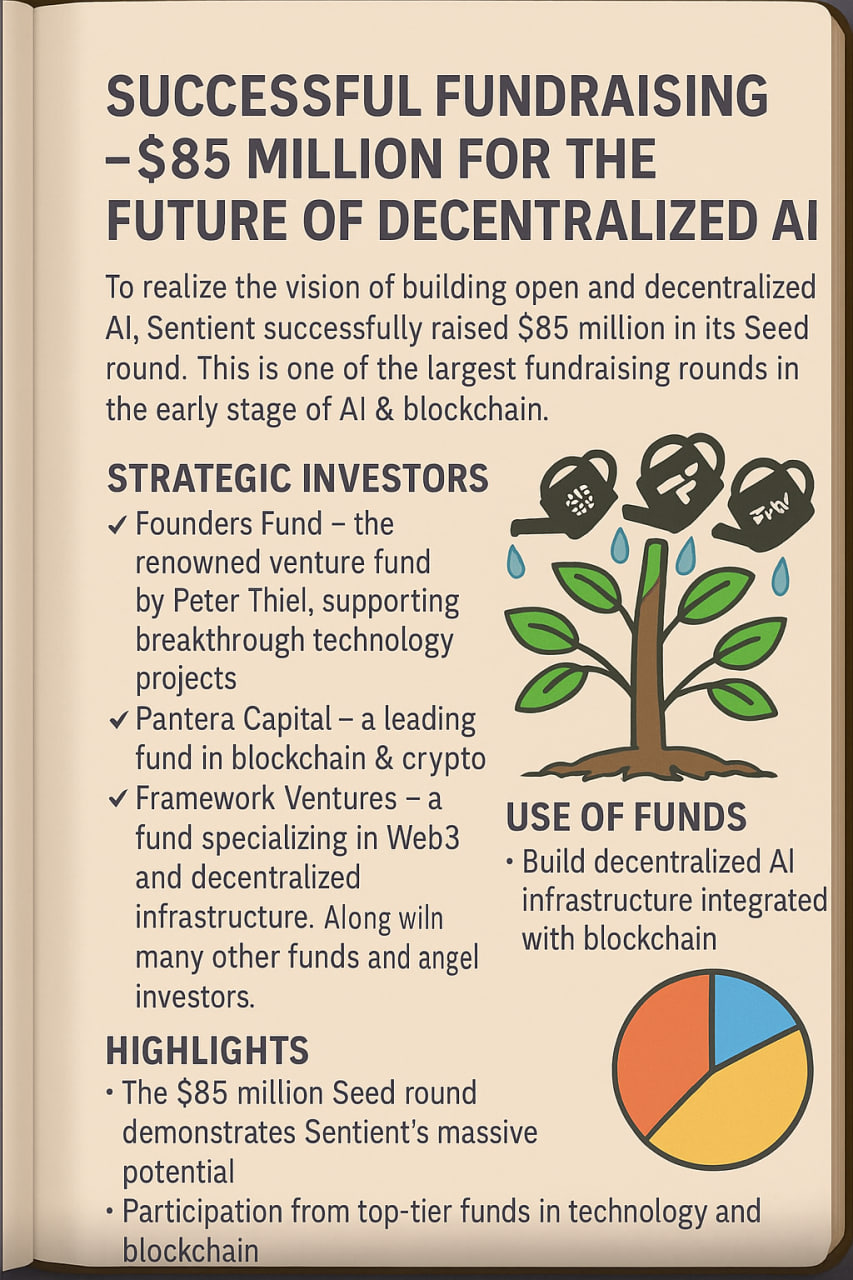 SUCCESSFUL FUNDRAISING
–$85 MILLION FOR THE
FUTURE OF DECENTRALIZED AI
To realize the vision of building open and decentralized
AI, Sentient successfully raised $85 million in its Seed
round. This is one of the largest fundraising rounds in
the early stage of AI & blockchain.
STRATEGIC INVESTORS
✓ Founders Fund – the
renowned venture fund
by Peter Thiel, supporting
breakthrough technology
projects
✓ Pantera Capital – a leading
fund in blockchain & crypto
✓ Framework Ventures – a
fund specializing in Web3
and decentralized
infrastructure. Along wiln
many other funds and angel
investors.
USE OF FUNDS
• Build decentralized AI
infrastructure integrated
with blockchain
HIGHLIGHTS
• The $85 million Seed round
demonstrates Sentient's massive
potential
• Participation from top-tier funds in technology and
blockchain